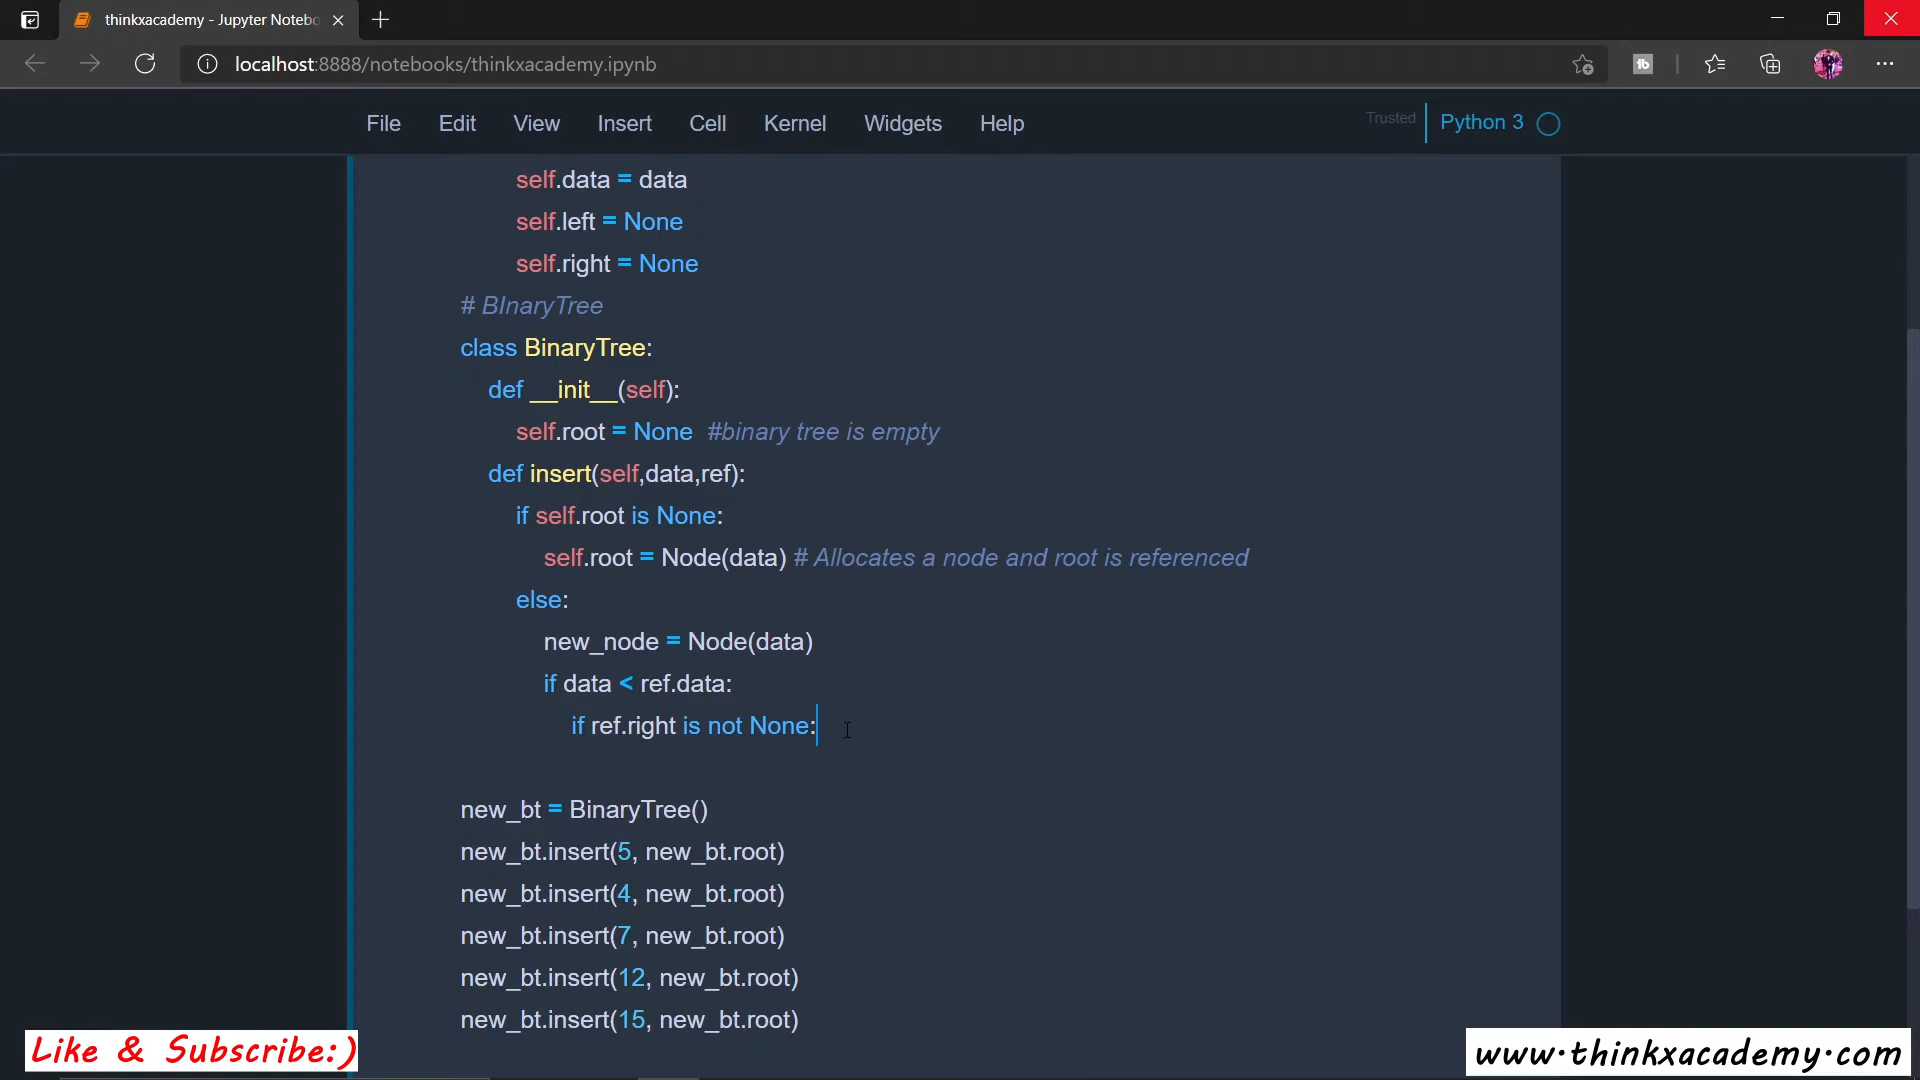 thinkxacademy - Jupyter Notebo
localhost:8888/notebooks/thinkxacademy.ipynb
File Edit View Insert Cell Kernel Widgets Help Trusted Python 3
self.data = data
self.left = None
self.right = None
# BInaryTree
class BinaryTree:
def __init__(self):
self.root = None  #binary tree is empty
def insert(self,data,ref):
if self.root is None:
self.root = Node(data) # Allocates a node and root is referenced
else:
new_node = Node(data)
if data < ref.data:
if ref.right is not None:
new_bt = BinaryTree()
new_bt.insert(5, new_bt.root)
new_bt.insert(4, new_bt.root)
new_bt.insert(7, new_bt.root)
new_bt.insert(12, new_bt.root)
new_bt.insert(15, new_bt.root)
Like & Subscribe:)
www.thinkxacademy.com